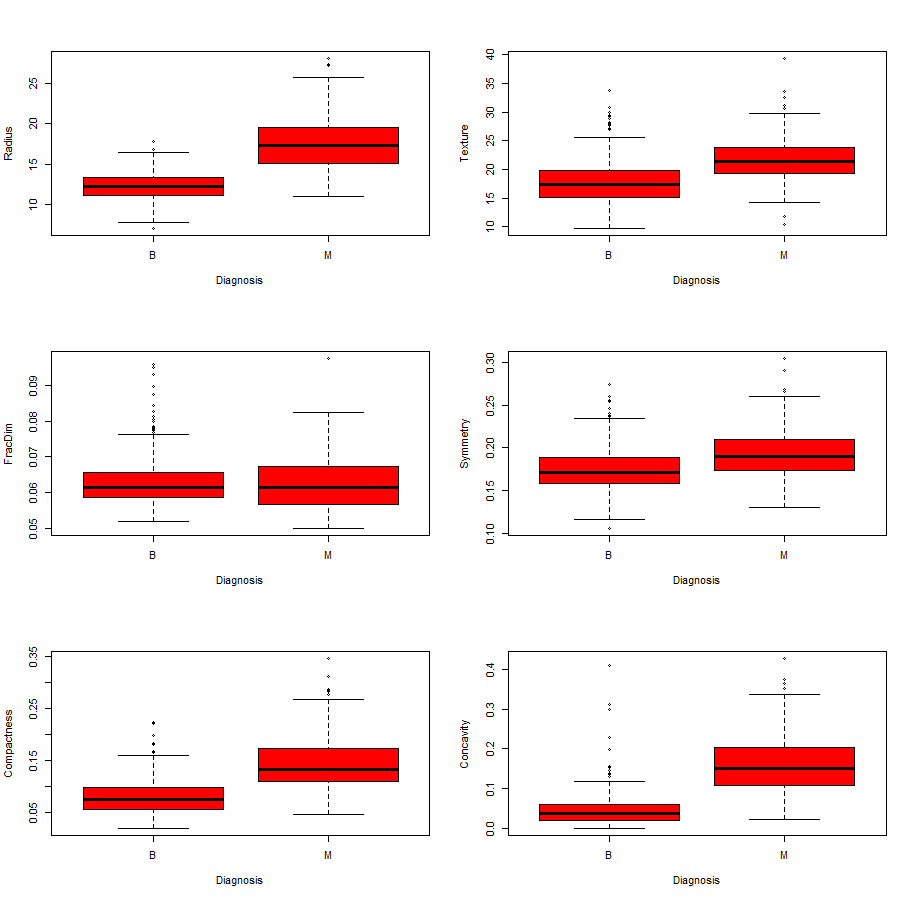 Radius
10 15 20 25
B M
Diagnosis
Texture
10 15 20 25 30 35 40
B M
Diagnosis
FracDim
0.05 0.06 0.07 0.08 0.09
B M
Diagnosis
Symmetry
0.10 0.15 0.20 0.25 0.30
B M
Diagnosis
Compactness
0.05 0.15 0.25 0.35
B M
Diagnosis
Concavity
0.0 0.1 0.2 0.3 0.4
B M
Diagnosis